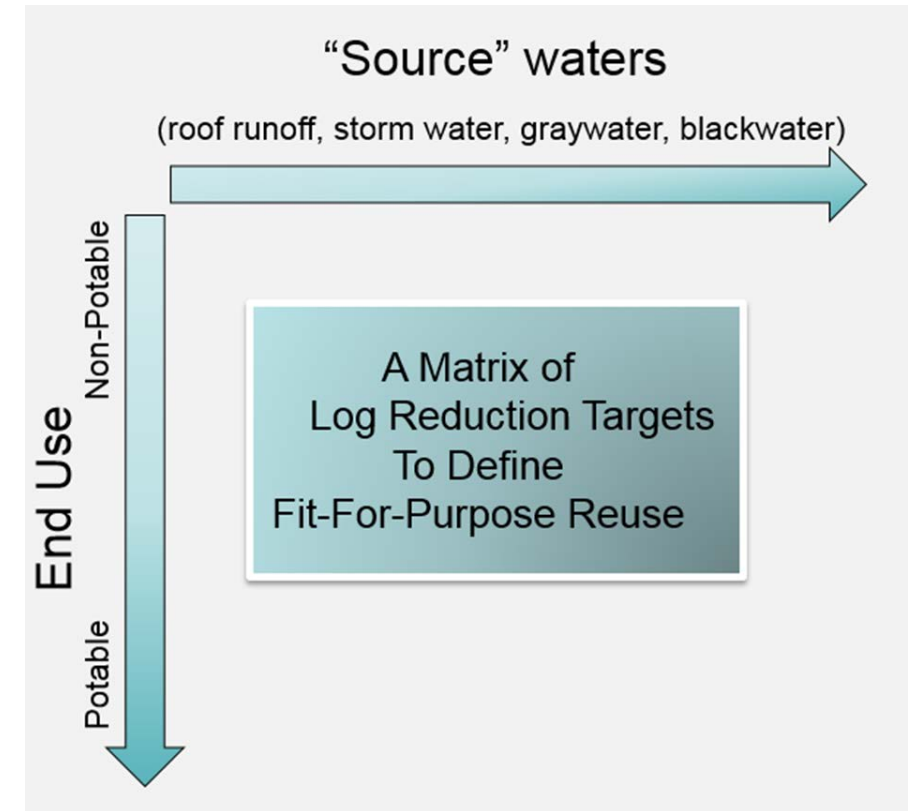 “Source” waters
(roof runoff, storm water, graywater, blackwater)
End Use
Non-Potable
Potable
A Matrix of
Log Reduction Targets
To Define
Fit-For-Purpose Reuse